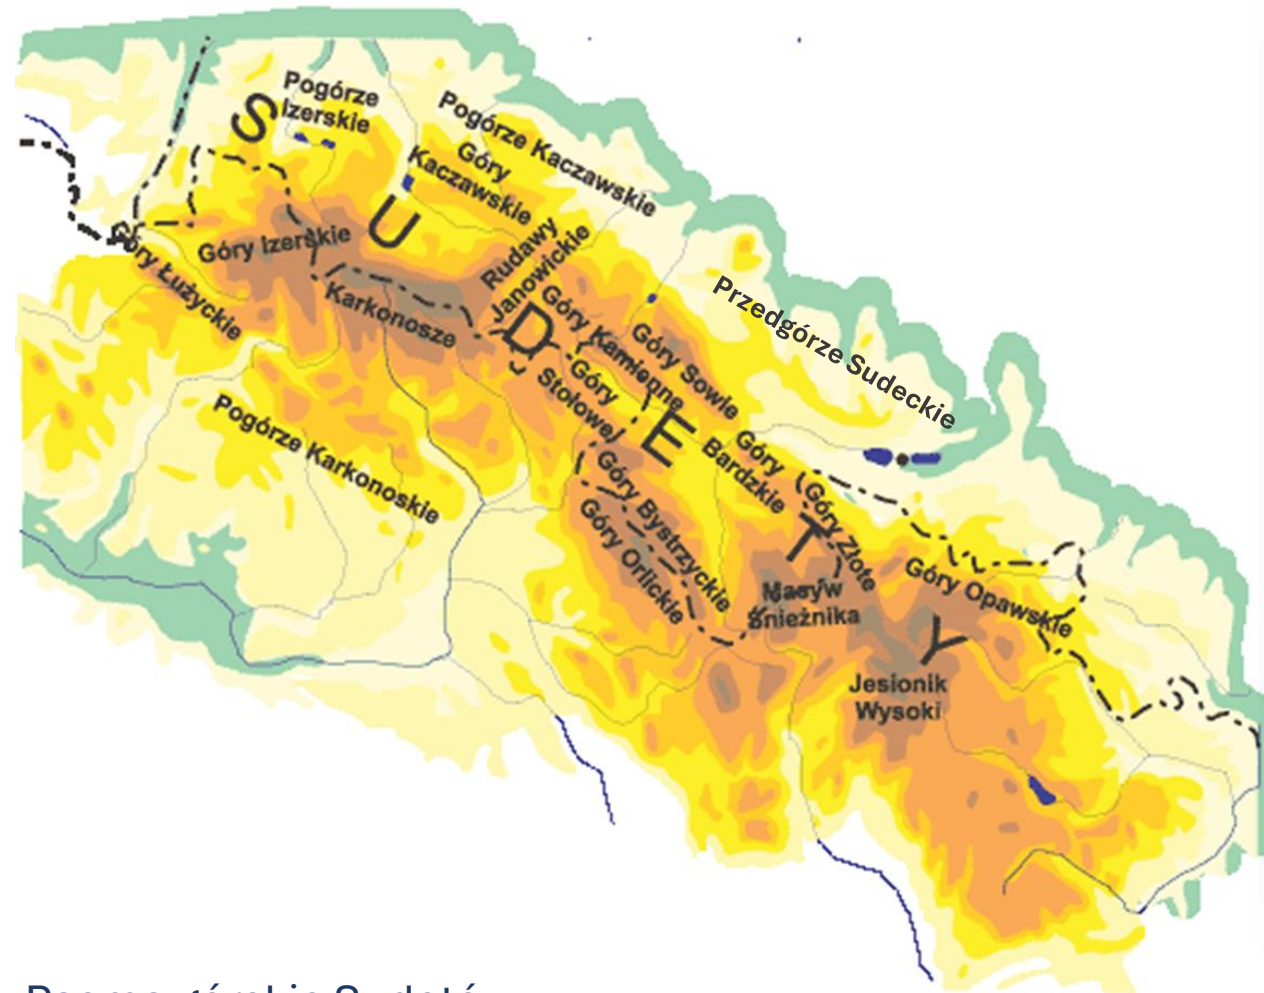 Pogórze
Izerskie
Pogórze Kaczawskie
Góry
Kaczawskie
S
U
D
E
T
Y
Góry Izerskie
Góry Łużyckie
Karkonosze
Rudawy
Janowickie
Góry Kamienne
Góry Sowie
Przedgórze Sudeckie
Góry
Stołowe
Pogórze Karkonoskie
Góry
Bardzkie
Góry Bystrzyckie
Góry Orlickie
Góry Złote
Masyw
Śnieżnika
Góry Opawskie
Jesionik
Wysoki